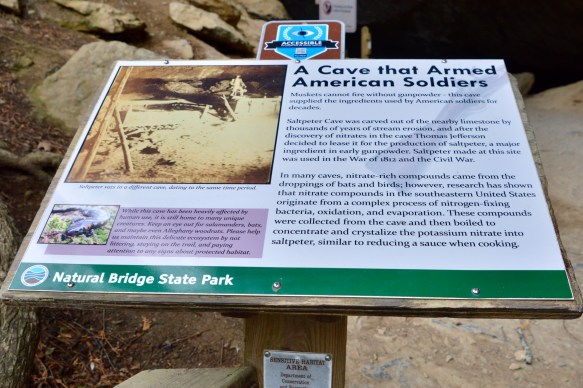 ACCESSIBLE
A Cave that Armed
American Soldiers
Muskets cannot fire without gunpowder - this cave
supplied the ingredients used by American soldiers for
decades.
Saltpeter Cave was carved out of the nearby limestone by
thousands of years of stream erosion, and after the
discovery of nitrates in the cave Thomas Jefferson
decided to lease it for the production of saltpeter, a major
ingredient in early gunpowder. Saltpeter made at this site
was used in the War of 1812 and the Civil War.
In many caves, nitrate-rich compounds came from the
droppings of bats and birds; however, research has shown
that nitrate compounds in the southeastern United States
originate from a complex process of nitrogen-fixing
bacteria, oxidation, and evaporation. These compounds
were collected from the cave and then boiled to
concentrate and crystalize the potassium nitrate into
saltpeter, similar to reducing a sauce when cooking.
Saltpeter vats in a different cave, dating to the same time period.
While this cave has been heavily affected by
human use, it is still home to many unique
creatures. Keep an eye out for salamanders, bats,
and maybe even Allegheny woodrats. Please help
us maintain this delicate ecosystem by not
littering, staying on the trail, and paying
attention to any signs about protected habitat.
Natural Bridge State Park
SENSITIVE HABITAT
AREA
Department of
Conservation